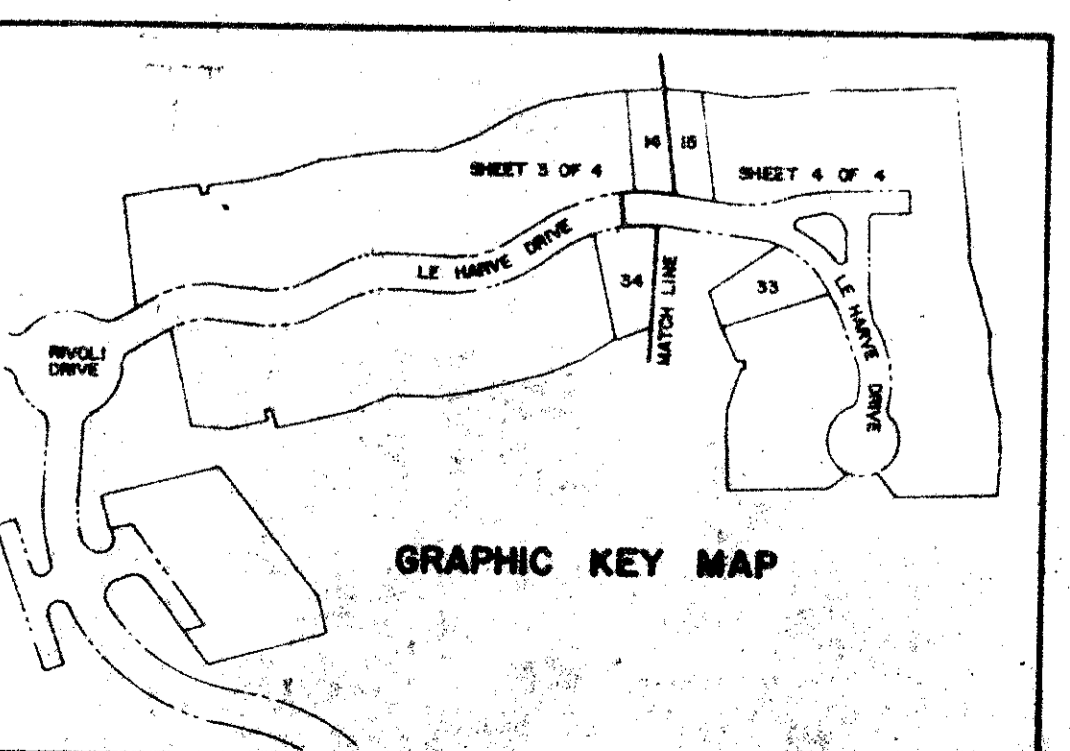 14 15
SHEET 3 OF 4
SHEET 4 OF 4
LE HARVE DRIVE
34
MATCH LINE
33
LE HARVE DRIVE
RIVOLI
DRIVE
GRAPHIC KEY MAP